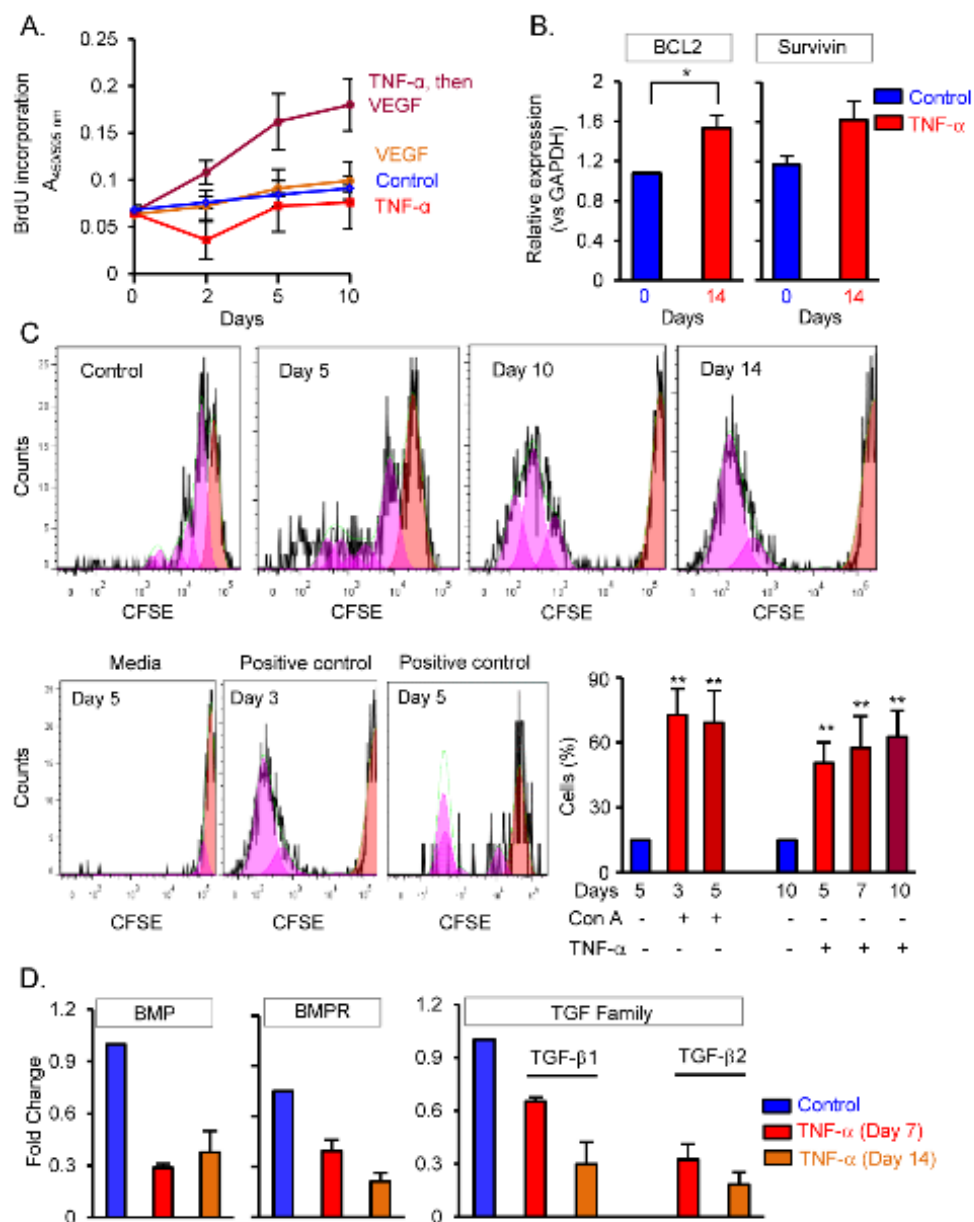 A.
0.25
0.2
0.15
0.1
0.05
0
BrdU incorporation
TNF-α, then
VEGF
VEGF
Control
TNF-α
0 2 5 10
Days
B.
BCL2 Survivin
*
2
1.6
1.2
0.8
0.4
0
Relative expression
(vs GAPDH)
Control
TNF-α
0 14 0 14
Days Days
C
Control Day 5 Day 10 Day 14
Counts
CFSE CFSE CFSE CFSE
Media Positive control Positive control
Day 5 Day 3 Day 5
Counts
CFSE CFSE CFSE
90
60
30
0
Cells (%)
** ** ** ** **
Days 5 3 5 10 5 7 10
Con A - + + - - - -
TNF-α - - - - + + +
D.
BMP BMPR TGF Family
TGF-β1 TGF-β2
1.2
0.9
0.6
0.3
0
1.2
0.9
0.6
0.3
0
Fold Change
Control
TNF-α (Day 7)
TNF-α (Day 14)